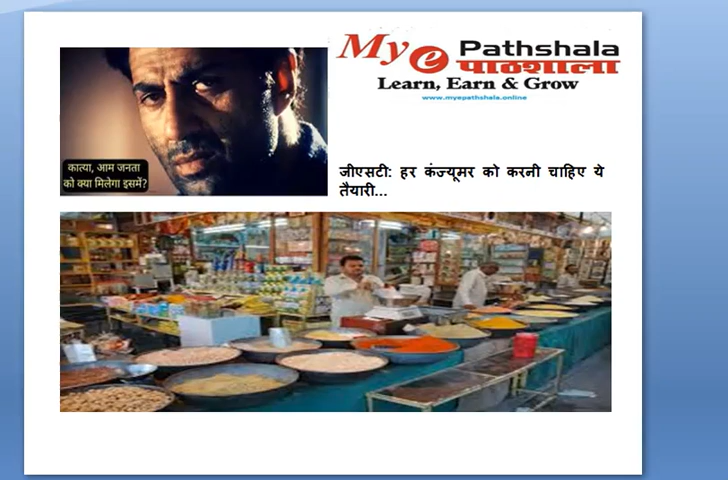 My e Pathshala
पाठशाला
Learn, Earn & Grow
www.myepathshala.online
कात्या, आम जनता
को क्या मिलेगा इसमें?
जीएसटी: हर कंज्यूमर को करनी चाहिए ये
तैयारी...